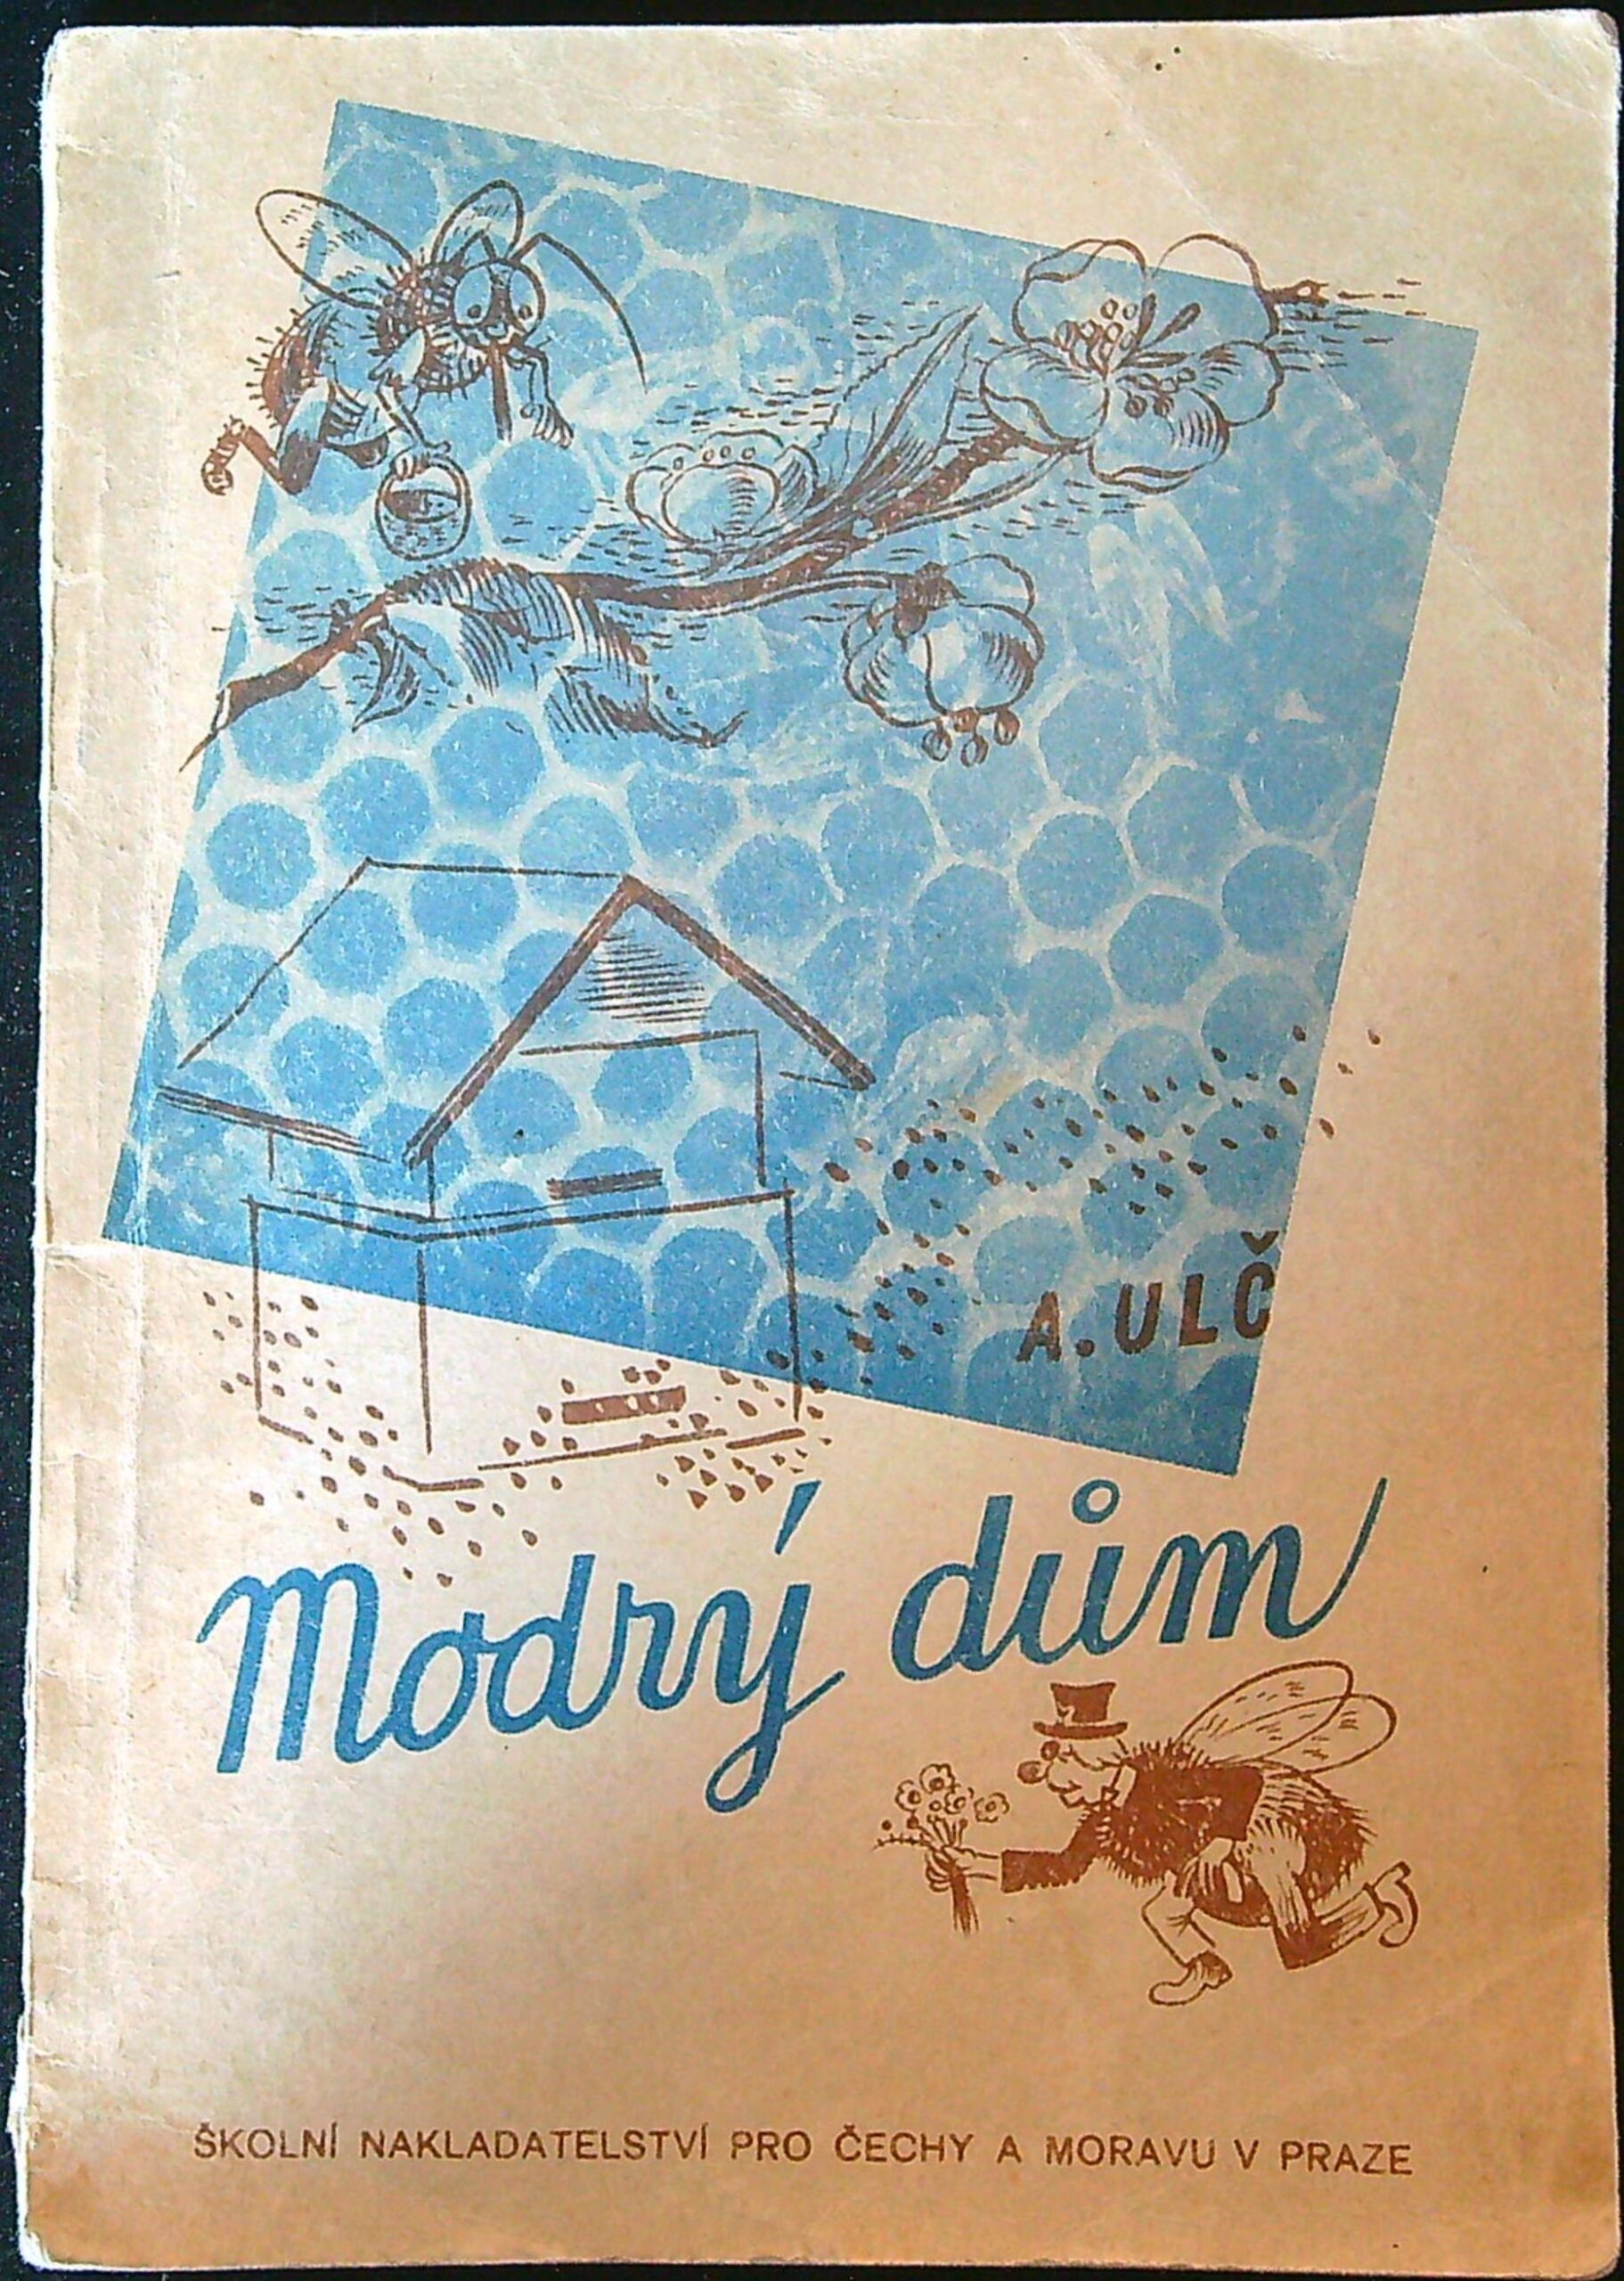 A. ULČ
Modrý dům
ŠKOLNÍ NAKLADATELSTVÍ PRO ČECHY A MORAVU V PRAZE